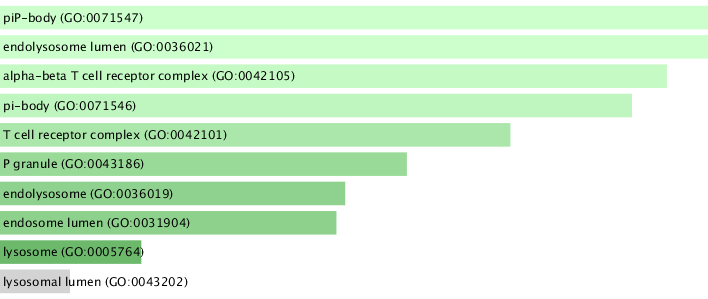 piP-body (GO:0071547)
endolysosome lumen (GO:0036021)
alpha-beta T cell receptor complex (GO:0042105)
pi-body (GO:0071546)
T cell receptor complex (GO:0042101)
P granule (GO:0043186)
endolysosome (GO:0036019)
endosome lumen (GO:0031904)
lysosome (GO:0005764)
lysosomal lumen (GO:0043202)